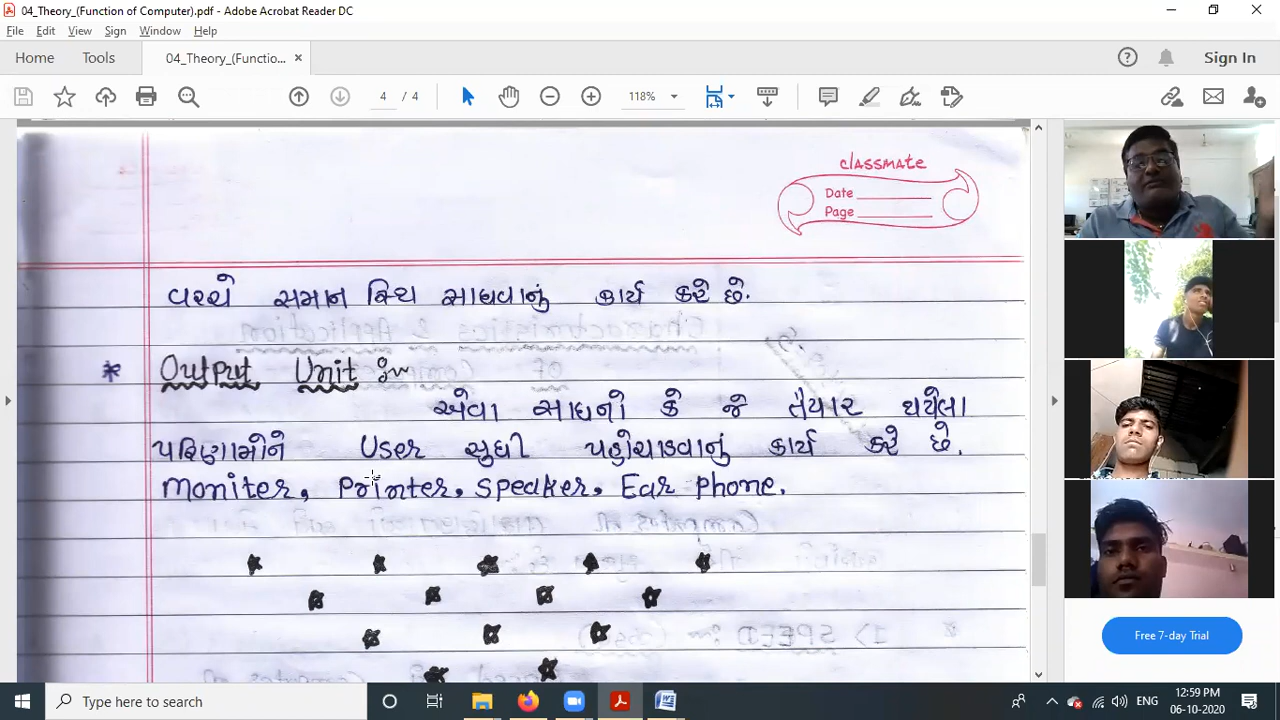 04_Theory_(Function of Computer).pdf - Adobe Acrobat Reader DC
File Edit View Sign Window Help
Home Tools 04_Theory_(Functio... Sign In
4 / 4 118%
classmate
Date
Page
વચ્ચે સમાન સાધવાનું કાર્ય કરે છે.
* Output Unit :-
એવા સાધનો કે જે તૈયાર થયેલા
પરિણામોને User સુધી પહોચાડવાનું કાર્ય કરે છે.
Moniter, Printer, Speaker, Ear phone.
1) SPEED :-
Free 7-day Trial
Type here to search
ENG 12:59 PM
06-10-2020